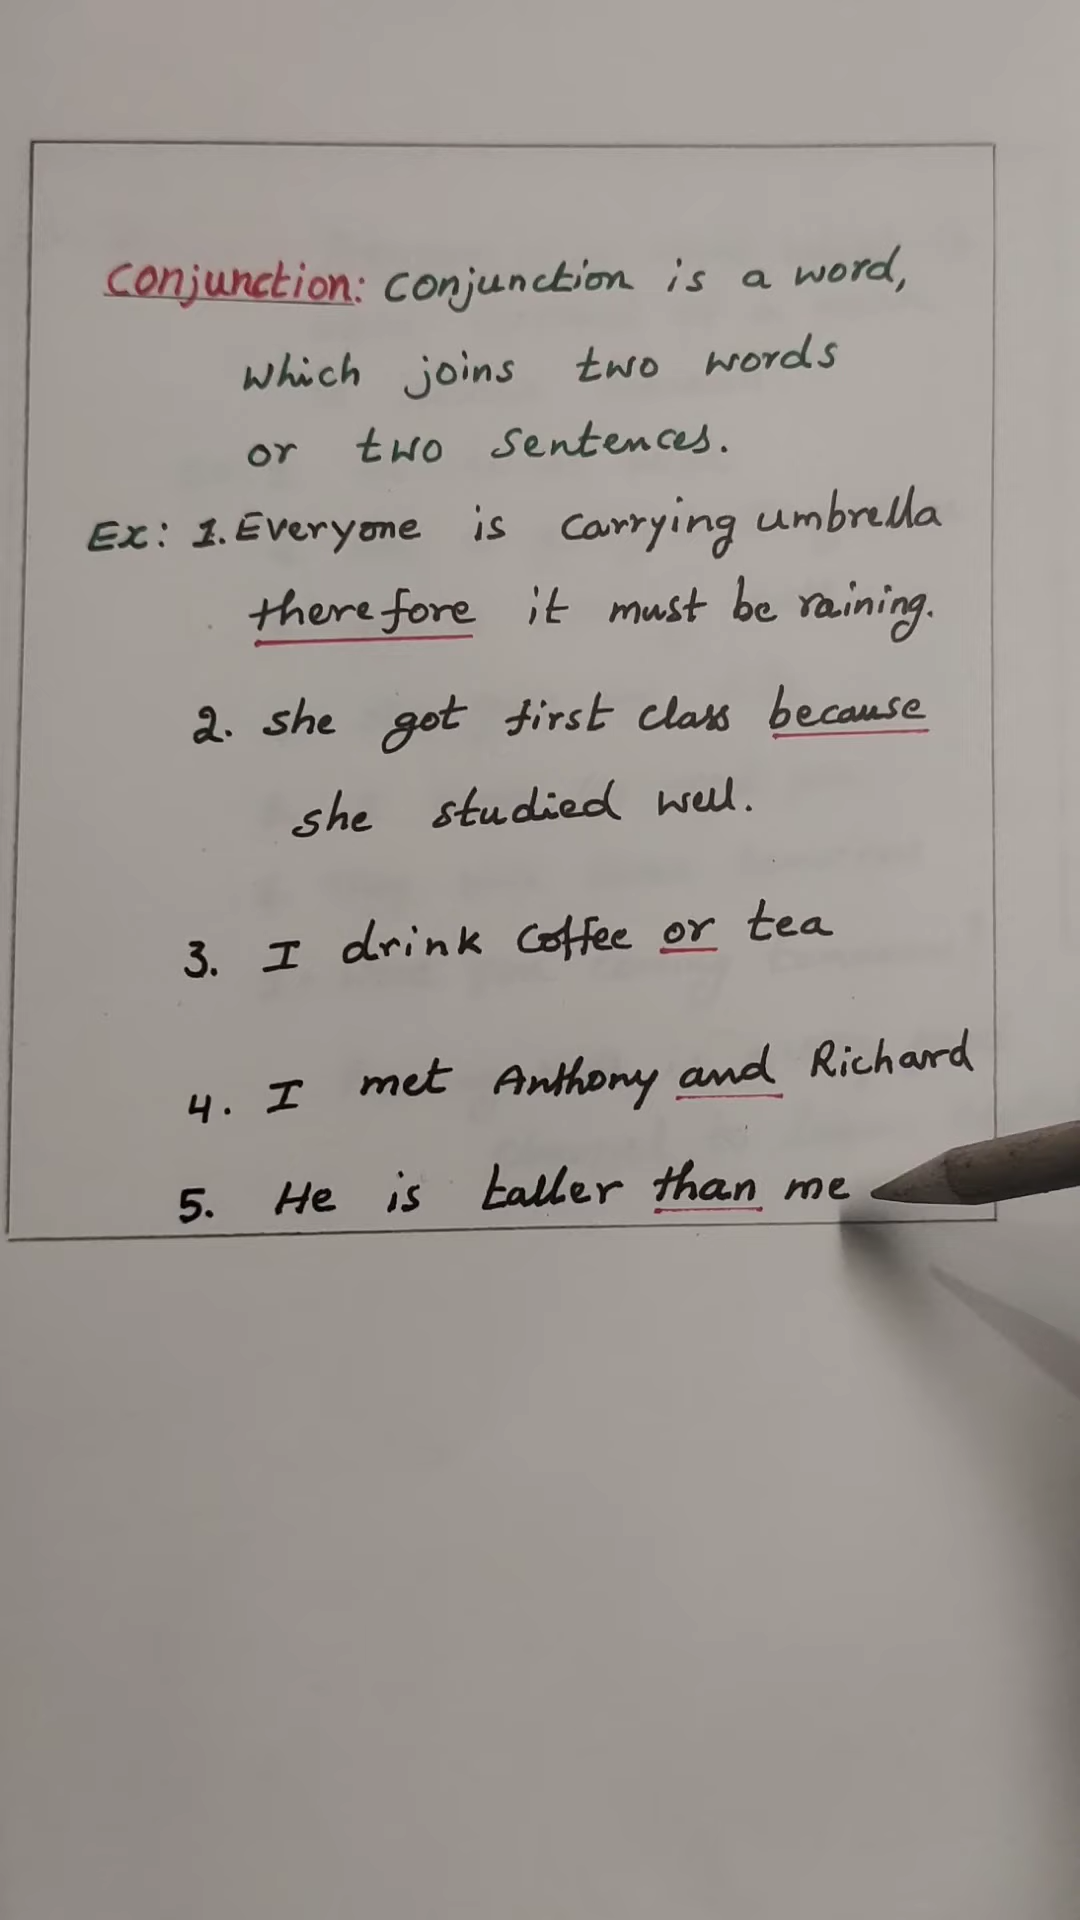 Conjunction: Conjunction is a word,
which joins two words
or two Sentences.
Ex: 1. Everyone is carrying umbrella
therefore it must be raining.
2. she got first class because
she studied well.
3. I drink Coffee or tea
4. I met Anthony and Richard
5. He is taller than me